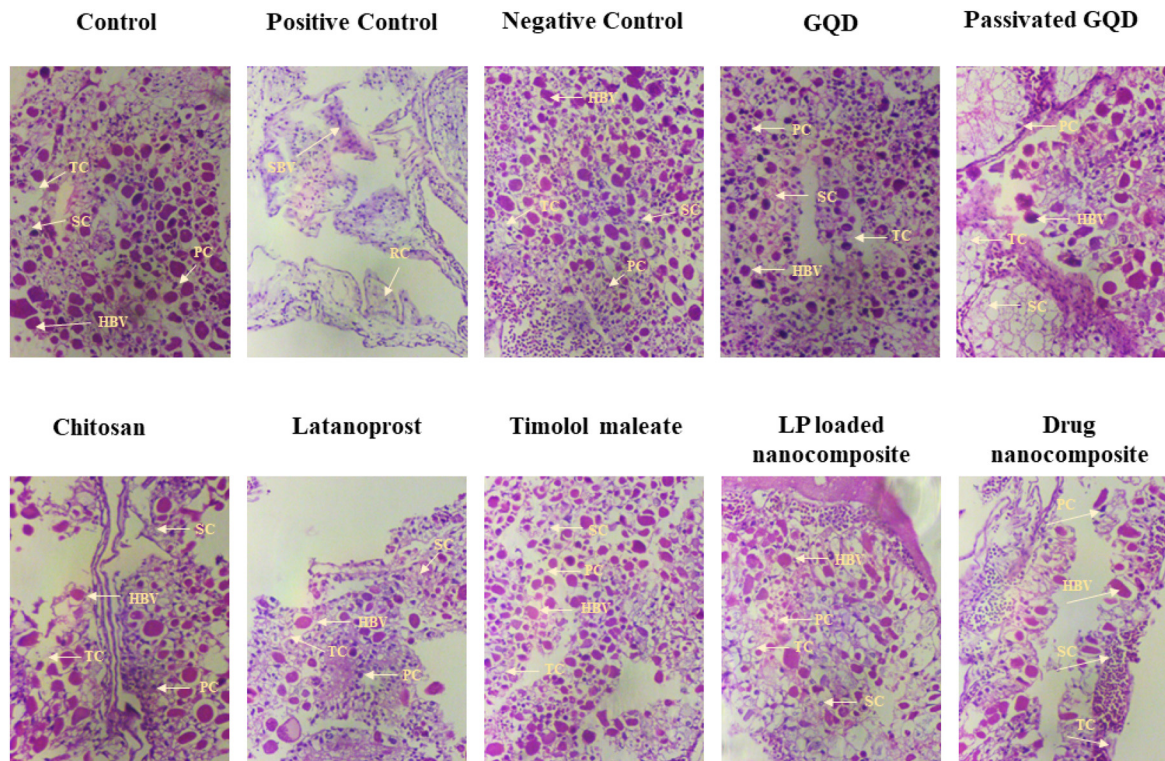 Control
Positive Control
Negative Control
GQD
Passivated GQD
TC
SC
PC
HBV
SBV
RC
HBV
TC
SC
PC
PC
SC
TC
HBV
PC
HBV
TC
SC
Chitosan
Latanoprost
Timolol maleate
LP loaded
nanocomposite
Drug
nanocomposite
SC
HBV
TC
PC
SC
HBV
TC
PC
SC
PC
HBV
TC
HBV
PC
TC
SC
PC
HBV
SC
TC